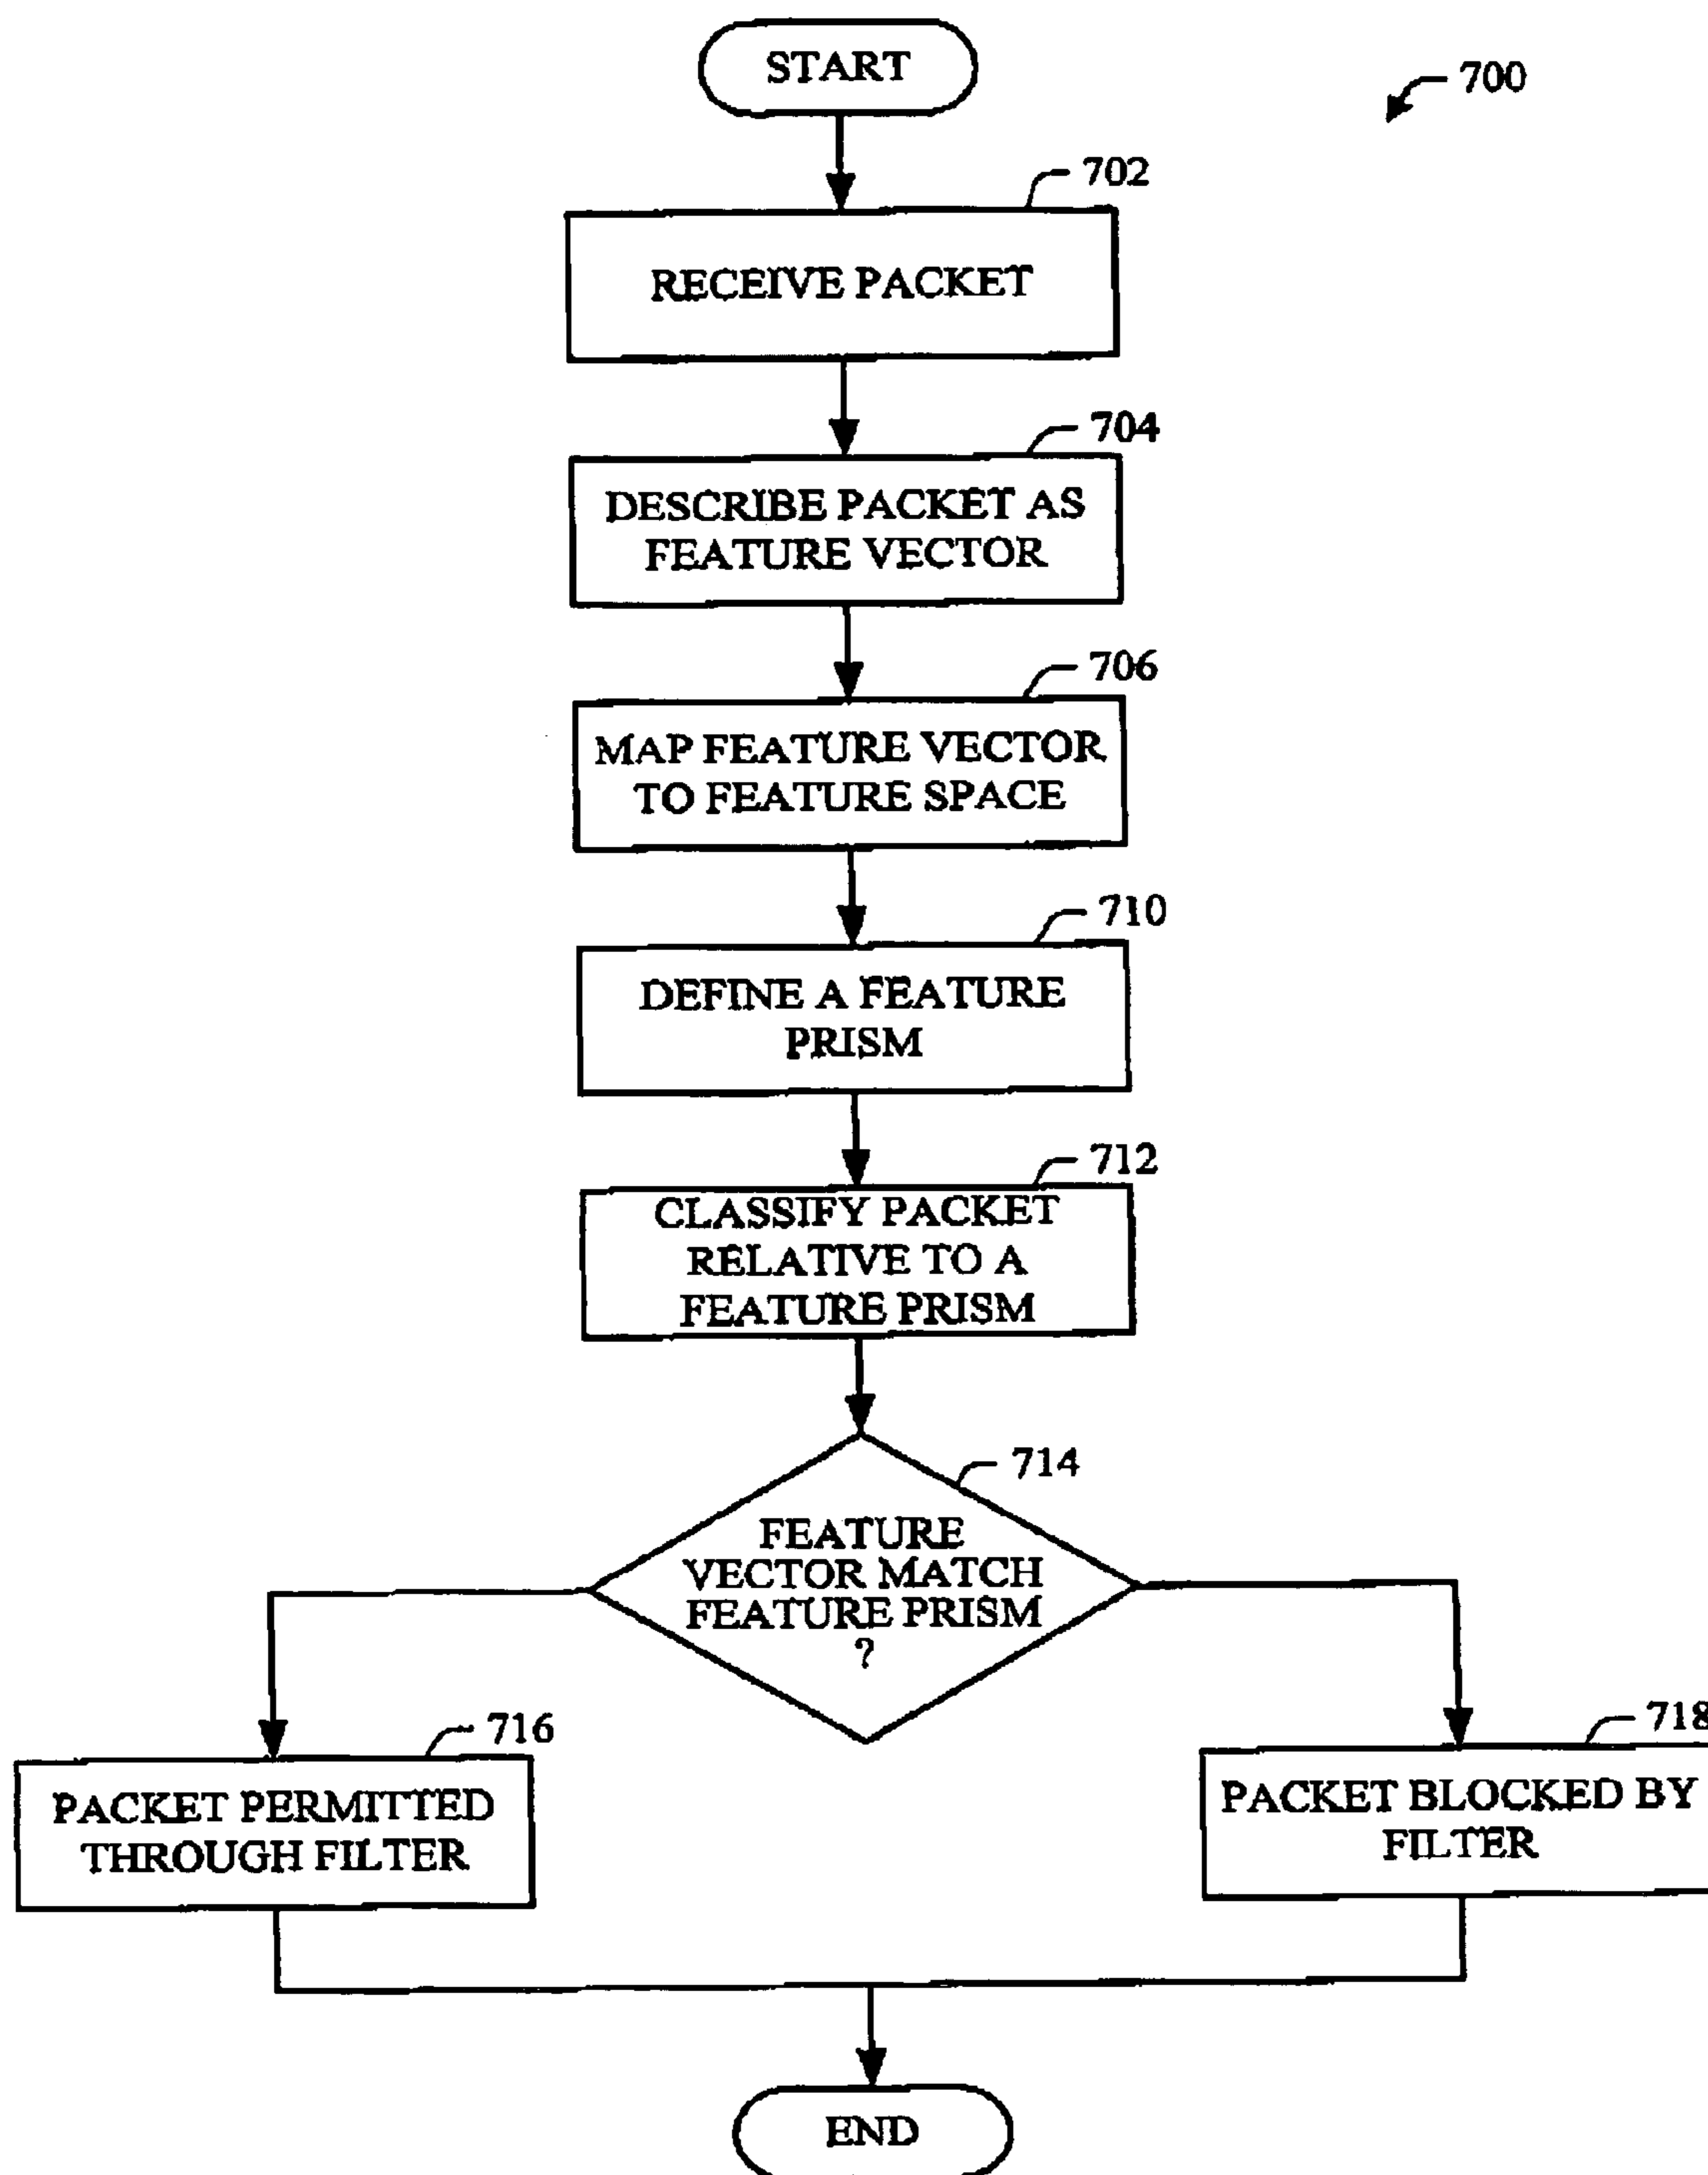 START
700
702
RECEIVE PACKET
704
DESCRIBE PACKET AS
FEATURE VECTOR
706
MAP FEATURE VECTOR
TO FEATURE SPACE
710
DEFINE A FEATURE
PRISM
712
CLASSIFY PACKET
RELATIVE TO A
FEATURE PRISM
714
FEATURE
VECTOR MATCH
FEATURE PRISM
?
716
PACKET PERMITTED
THROUGH FILTER
718
PACKET BLOCKED BY
FILTER
END